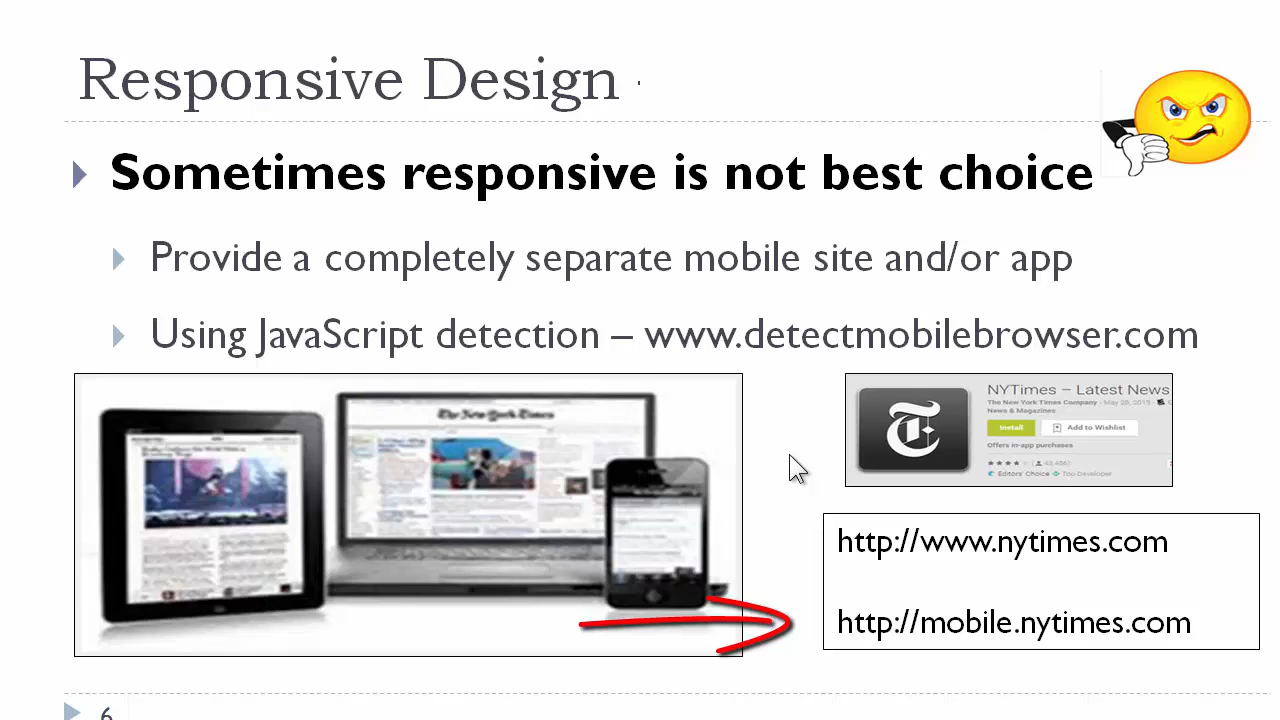 Responsive Design
Sometimes responsive is not best choice
Provide a completely separate mobile site and/or app
Using JavaScript detection – www.detectmobilebrowser.com
The New York Times
NYTimes – Latest News
The New York Times Company - May 28, 2015
News & Magazines
Install
Add to Wishlist
Offers in-app purchases
Editors' Choice
Top Developer
http://www.nytimes.com
http://mobile.nytimes.com
6